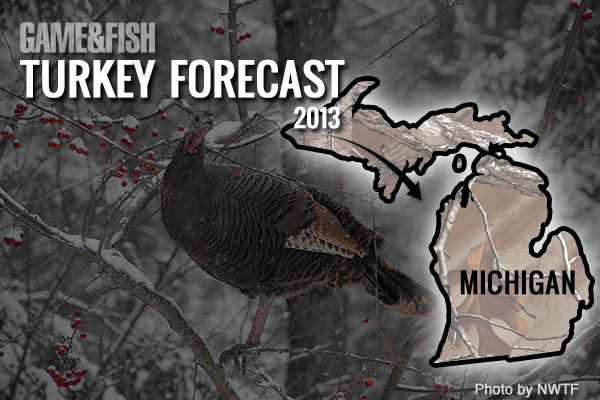 GAME&FISH
TURKEY FORECAST
2013
MICHIGAN
Photo by NWTF